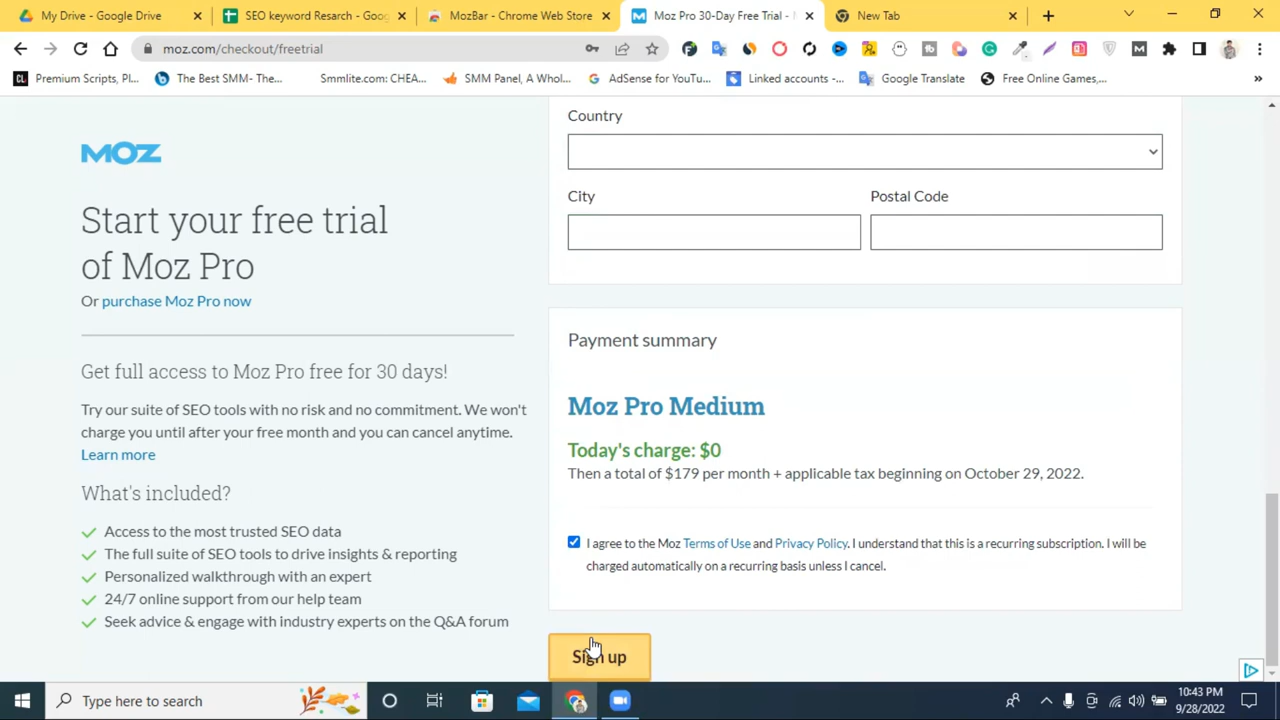 My Drive - Google Drive
SEO keyword Resarch - Goog
MozBar - Chrome Web Store
Moz Pro 30-Day Free Trial -
New Tab
moz.com/checkout/freetrial
Premium Scripts, Pl...
The Best SMM- The...
Smmlite.com: CHEA...
SMM Panel, A Whol...
AdSense for YouTu...
Linked accounts -...
Google Translate
Free Online Games,...
MOZ
Start your free trial
of Moz Pro
Or purchase Moz Pro now
Get full access to Moz Pro free for 30 days!
Try our suite of SEO tools with no risk and no commitment. We won't
charge you until after your free month and you can cancel anytime.
Learn more
What's included?
Access to the most trusted SEO data
The full suite of SEO tools to drive insights & reporting
Personalized walkthrough with an expert
24/7 online support from our help team
Seek advice & engage with industry experts on the Q&A forum
Country
City
Postal Code
Payment summary
Moz Pro Medium
Today's charge: $0
Then a total of $179 per month + applicable tax beginning on October 29, 2022.
I agree to the Moz Terms of Use and Privacy Policy. I understand that this is a recurring subscription. I will be
charged automatically on a recurring basis unless I cancel.
Sign up
Type here to search
10:43 PM
9/28/2022